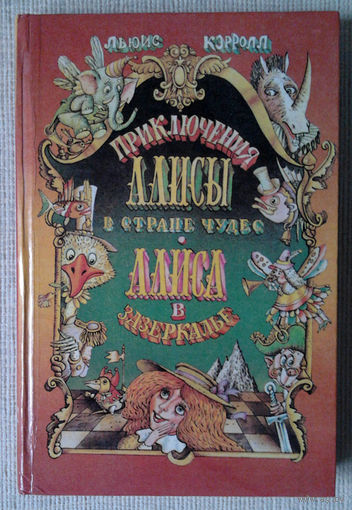 ЛЬЮИС КЭРРОЛЛ
ПРИКЛЮЧЕНИЯ
АЛИСЫ
В СТРАНЕ ЧУДЕС
·
АЛИСА
В
ЗАЗЕРКАЛЬЕ